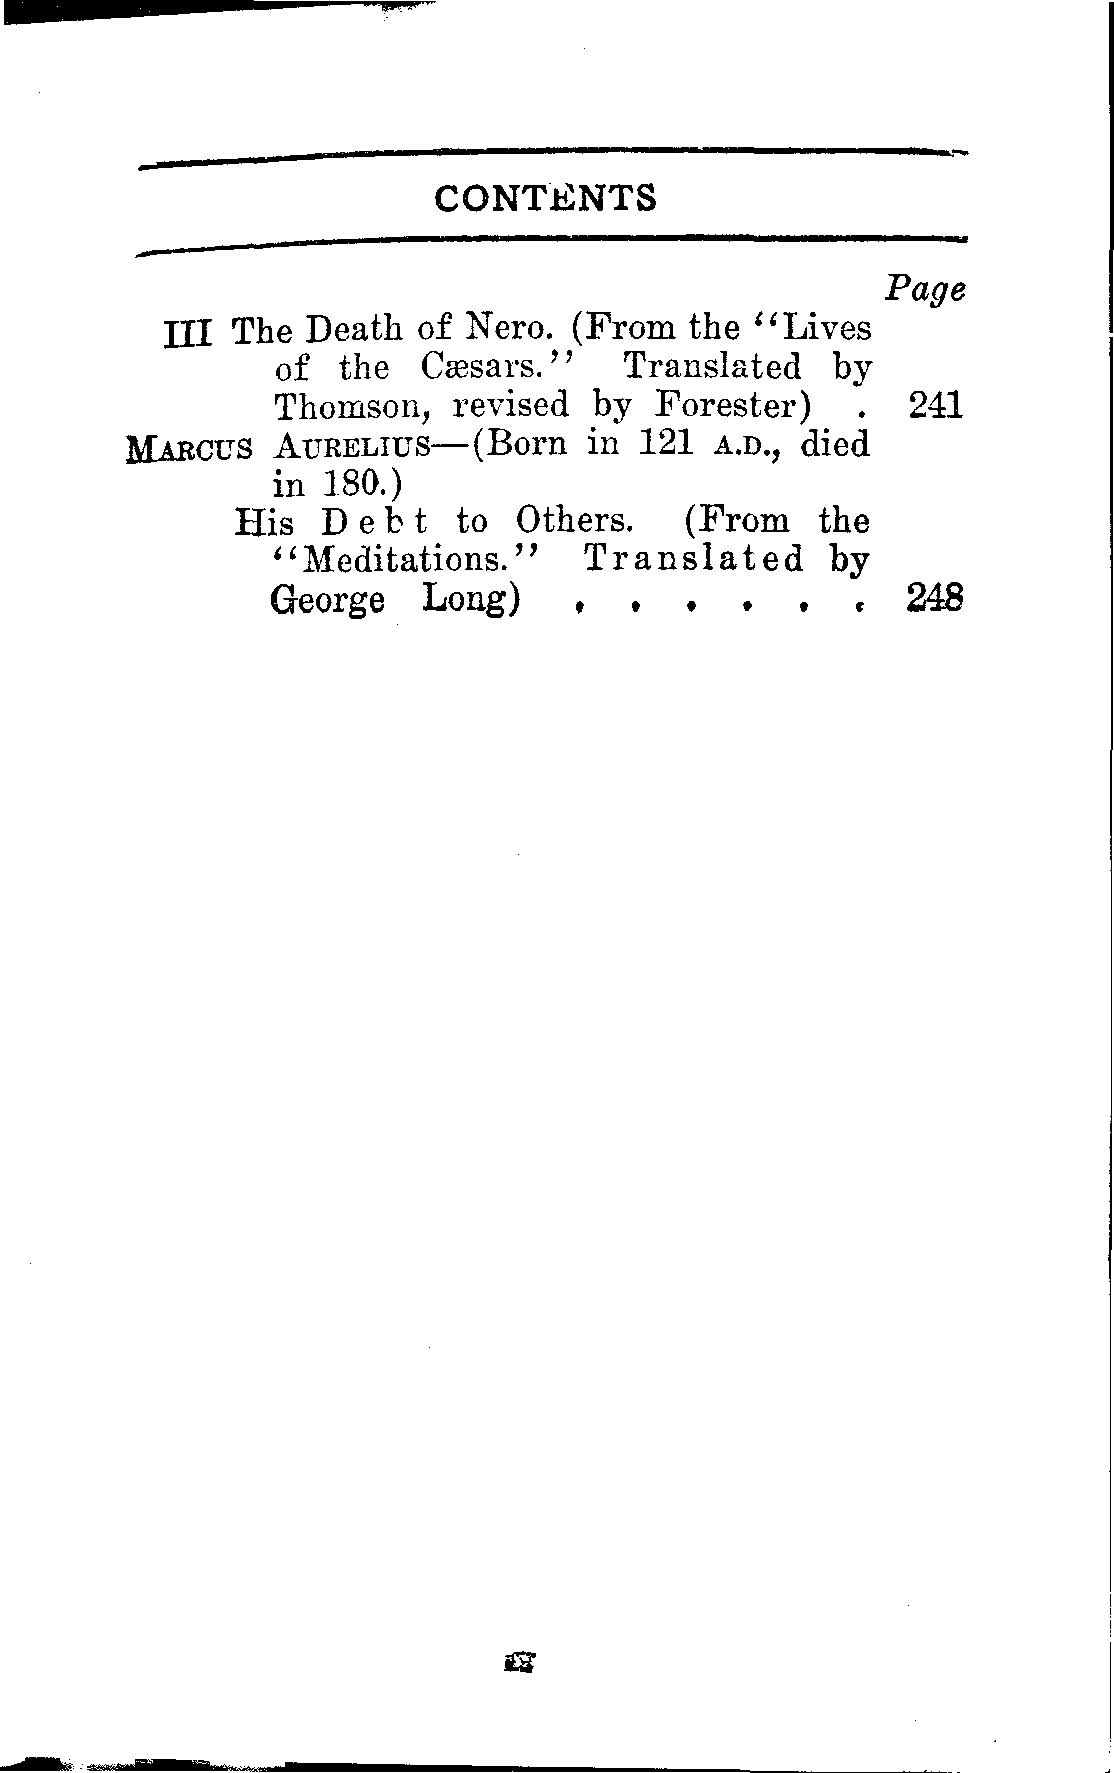 CONTENTS
Page
III The Death of Nero. (From the "Lives
of the Cæsars." Translated by
Thomson, revised by Forester) . 241
MARCUS AURELIUS—(Born in 121 A.D., died
in 180.)
His Debt to Others. (From the
"Meditations." Translated by
George Long) . . . . . . 248